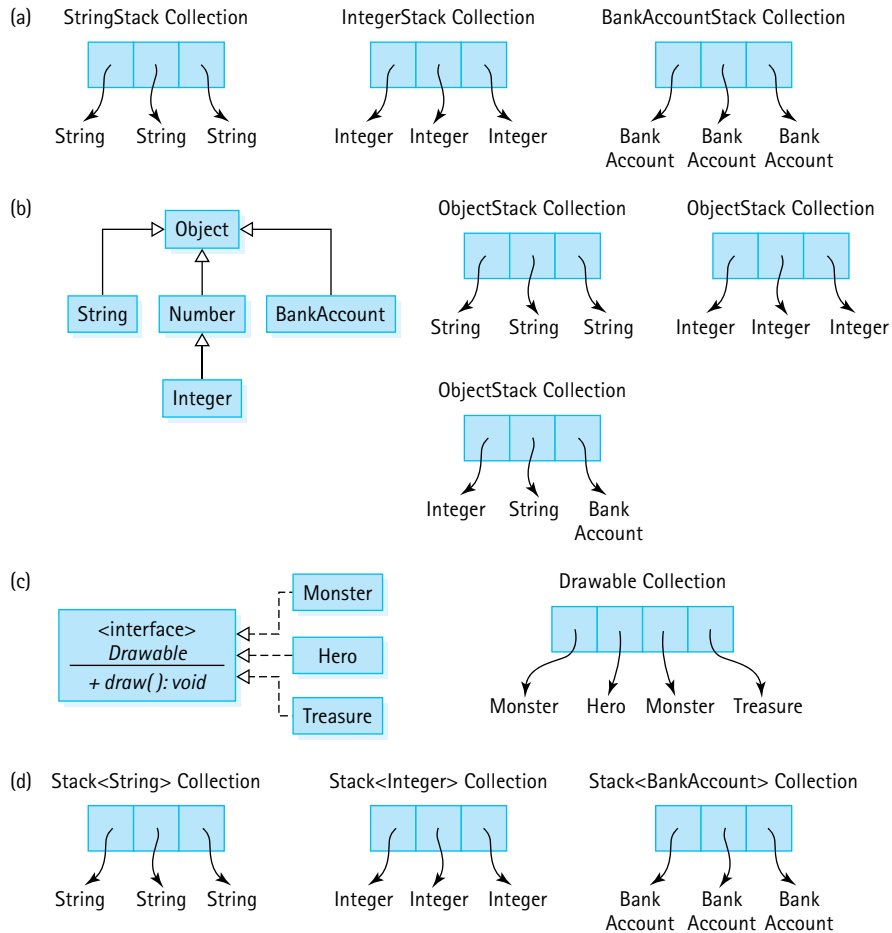 (a) StringStack Collection IntegerStack Collection BankAccountStack Collection
String String String Integer Integer Integer Bank Account Bank Account Bank Account
(b)
Object
String Number BankAccount
Integer
ObjectStack Collection ObjectStack Collection
String String String Integer Integer Integer
ObjectStack Collection
Integer String Bank Account
(c)
<interface>
Drawable
+ draw(): void
Monster
Hero
Treasure
Drawable Collection
Monster Hero Monster Treasure
(d) Stack<String> Collection Stack<Integer> Collection Stack<BankAccount> Collection
String String String Integer Integer Integer Bank Account Bank Account Bank Account